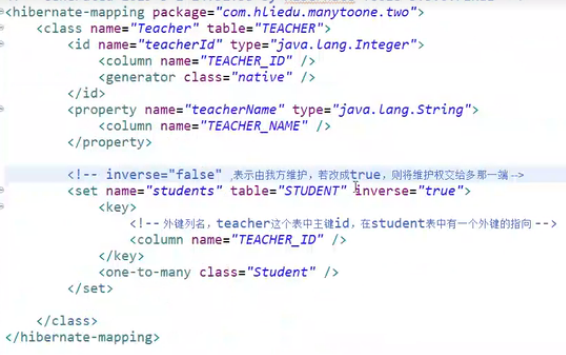 <hibernate-mapping package="com.hliedu.manytoone.two">
<class name="Teacher" table="TEACHER">
<id name="teacherId" type="java.lang.Integer">
<column name="TEACHER_ID" />
<generator class="native" />
</id>
<property name="teacherName" type="java.lang.String">
<column name="TEACHER_NAME" />
</property>
<!-- inverse="false" ,表示由我方维护，若改成true，则将维护权交给多那一端 -->
<set name="students" table="STUDENT" inverse="true">
<key>
<!-- 外键列名，teacher这个表中主键id，在student表中有一个外键的指向 -->
<column name="TEACHER_ID" />
</key>
<one-to-many class="Student" />
</set>
</class>
</hibernate-mapping>